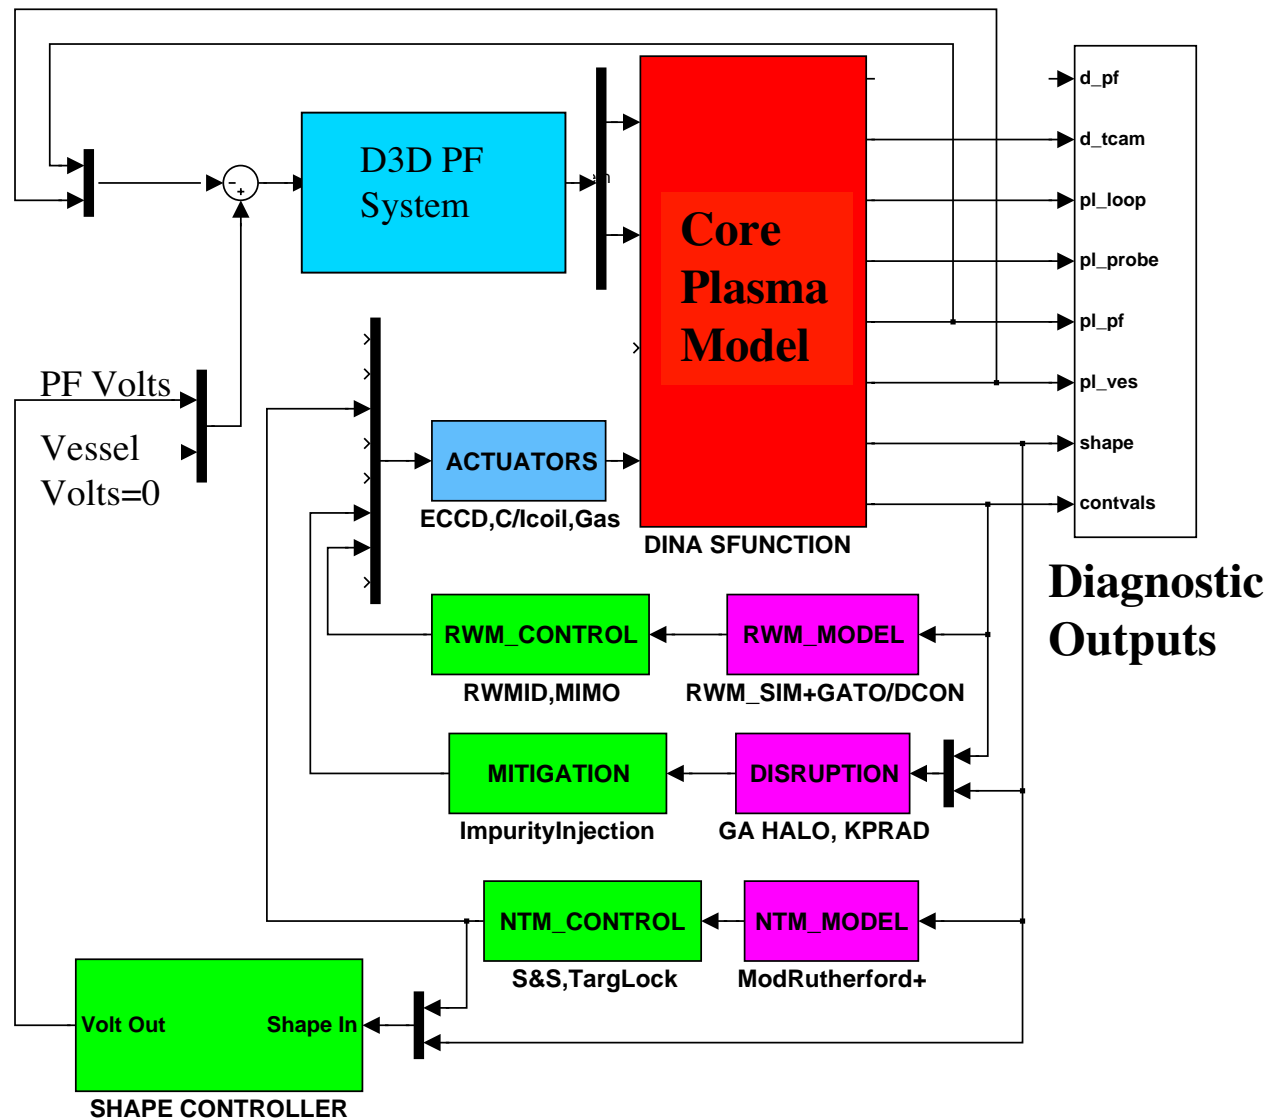 d_pf
D3D PF
System
d_tcam
pl_loop
Core
Plasma
Model
pl_probe
pl_pf
PF Volts
pl_ves
Vessel
Volts=0
ACTUATORS
shape
ECCD,C/Icoil,Gas
contvals
DINA SFUNCTION
Diagnostic
Outputs
RWM_CONTROL
RWM_MODEL
RWMID,MIMO
RWM_SIM+GATO/DCON
MITIGATION
DISRUPTION
ImpurityInjection
GA HALO, KPRAD
NTM_CONTROL
NTM_MODEL
S&S,TargLock
ModRutherford+
Volt Out
Shape In
SHAPE CONTROLLER